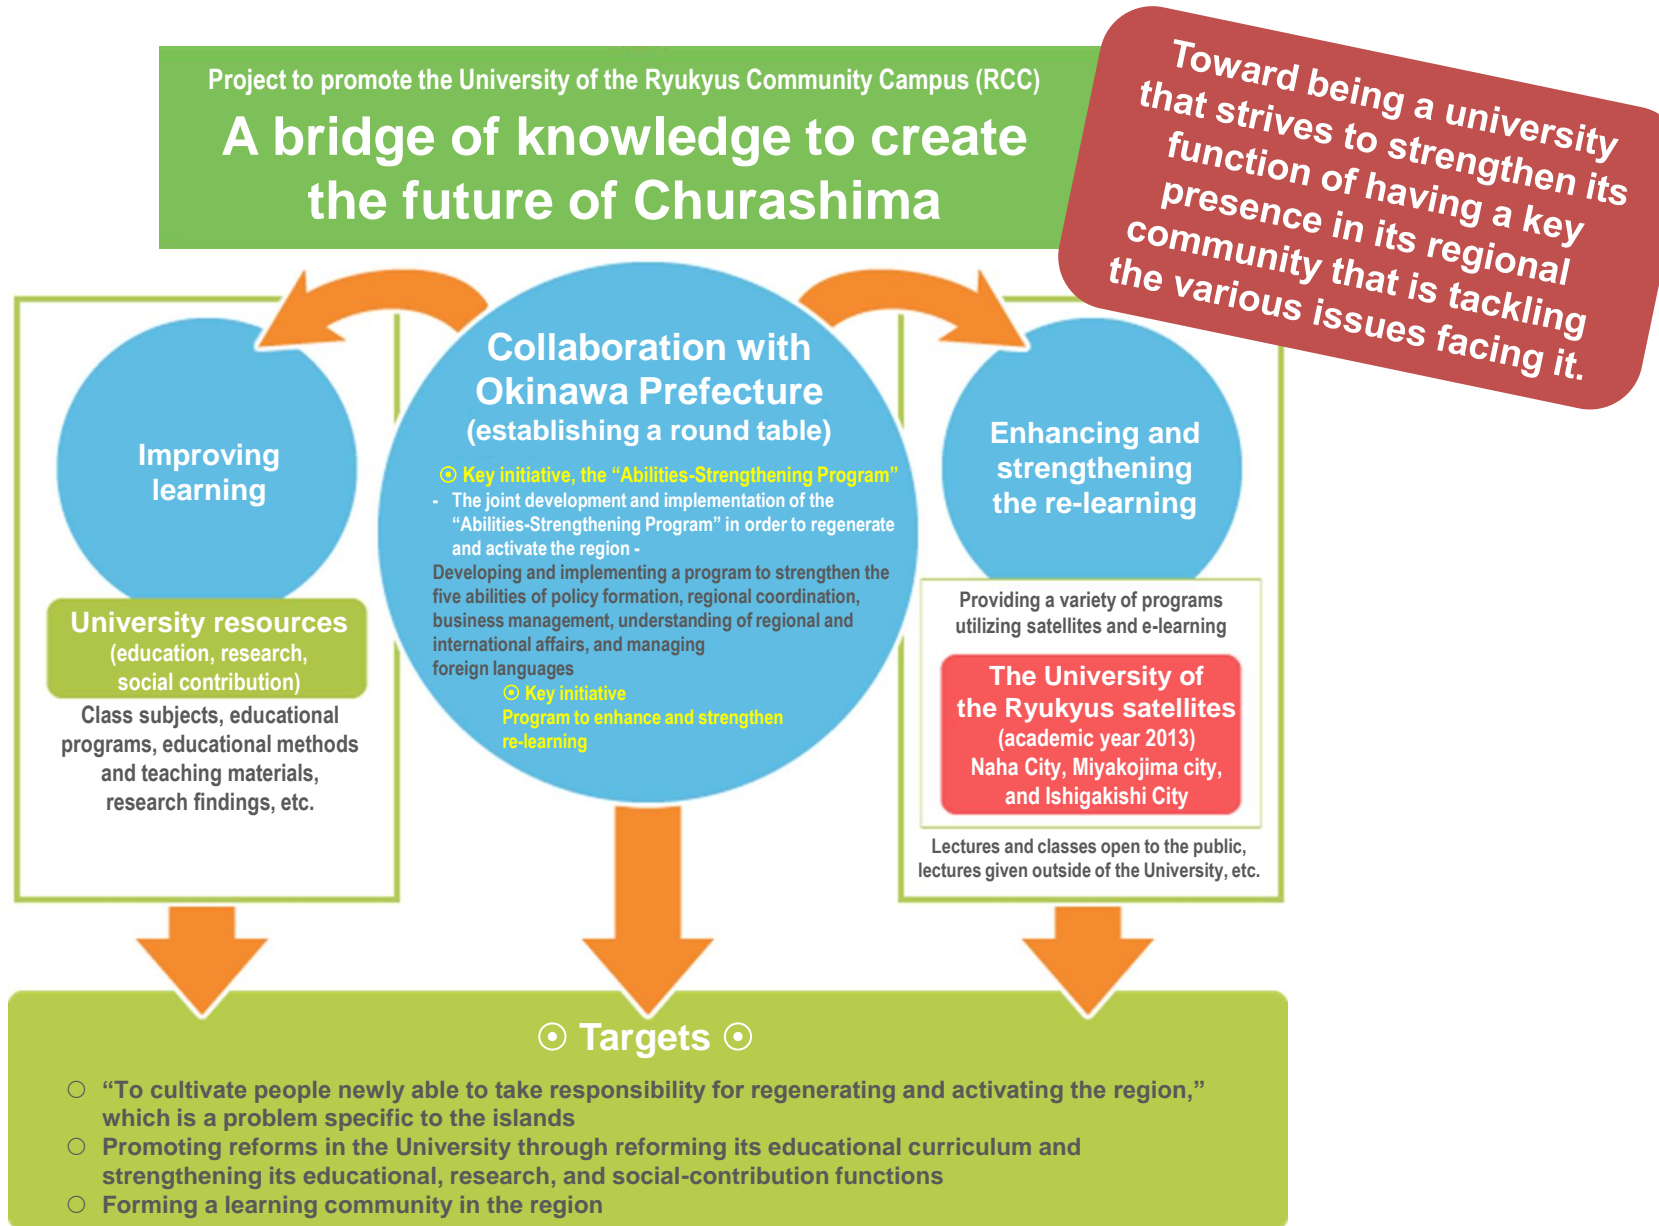 Project to promote the University of the Ryukyus Community Campus (RCC)
A bridge of knowledge to create
the future of Churashima
Toward being a university
that strives to strengthen its
function of having a key
presence in its regional
community that is tackling
the various issues facing it.
Improving
learning
University resources
(education, research,
social contribution)
Class subjects, educational
programs, educational methods
and teaching materials,
research findings, etc.
Collaboration with
Okinawa Prefecture
(establishing a round table)
⦿ Key initiative, the “Abilities-Strengthening Program”
- The joint development and implementation of the
“Abilities-Strengthening Program” in order to regenerate
and activate the region -
Developing and implementing a program to strengthen the
five abilities of policy formation, regional coordination,
business management, understanding of regional and
international affairs, and managing
foreign languages
⦿ Key initiative
Program to enhance and strengthen
re-learning
Enhancing and
strengthening
the re-learning
Providing a variety of programs
utilizing satellites and e-learning
The University of
the Ryukyus satellites
(academic year 2013)
Naha City, Miyakojima city,
and Ishigakishi City
Lectures and classes open to the public,
lectures given outside of the University, etc.
⦿ Targets ⦿
○ “To cultivate people newly able to take responsibility for regenerating and activating the region,”
which is a problem specific to the islands
○ Promoting reforms in the University through reforming its educational curriculum and
strengthening its educational, research, and social-contribution functions
○ Forming a learning community in the region